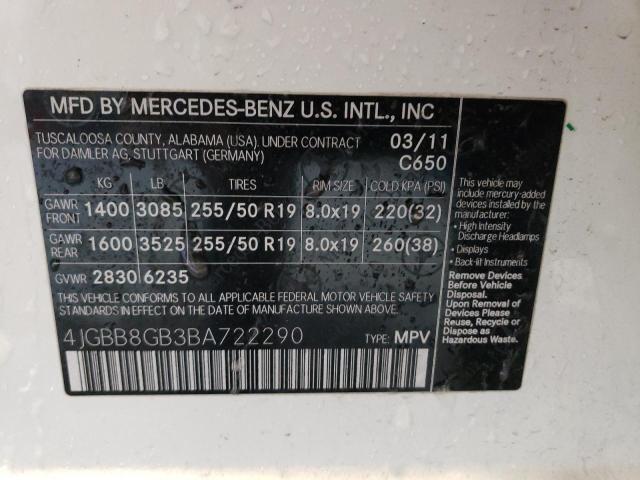 MFD BY MERCEDES-BENZ U.S. INTL., INC
TUSCALOOSA COUNTY, ALABAMA (USA). UNDER CONTRACT 03/11
FOR DAIMLER AG, STUTTGART (GERMANY) C650
KG LB TIRES RIM SIZE COLD KPA (PSI)
GAWR FRONT 1400 3085 255/50 R19 8.0x19 220(32)
GAWR REAR 1600 3525 255/50 R19 8.0x19 260(38)
GVWR 2830 6235
THIS VEHICLE CONFORMS TO ALL APPLICABLE FEDERAL MOTOR VEHICLE SAFETY
STANDARDS IN EFFECT ON THE DATE OF MANUFACTURE SHOWN ABOVE.
4JGBB8GB3BA722290 TYPE: MPV
This vehicle may include
mercury-added devices
installed by the
manufacturer:
• High Intensity
Discharge Headlamps
• Displays
• Back-lit Instruments
Remove Devices
Before Vehicle
Disposal.
Upon Removal of
Devices Please
Reuse, Recycle or
Dispose as
Hazardous Waste.